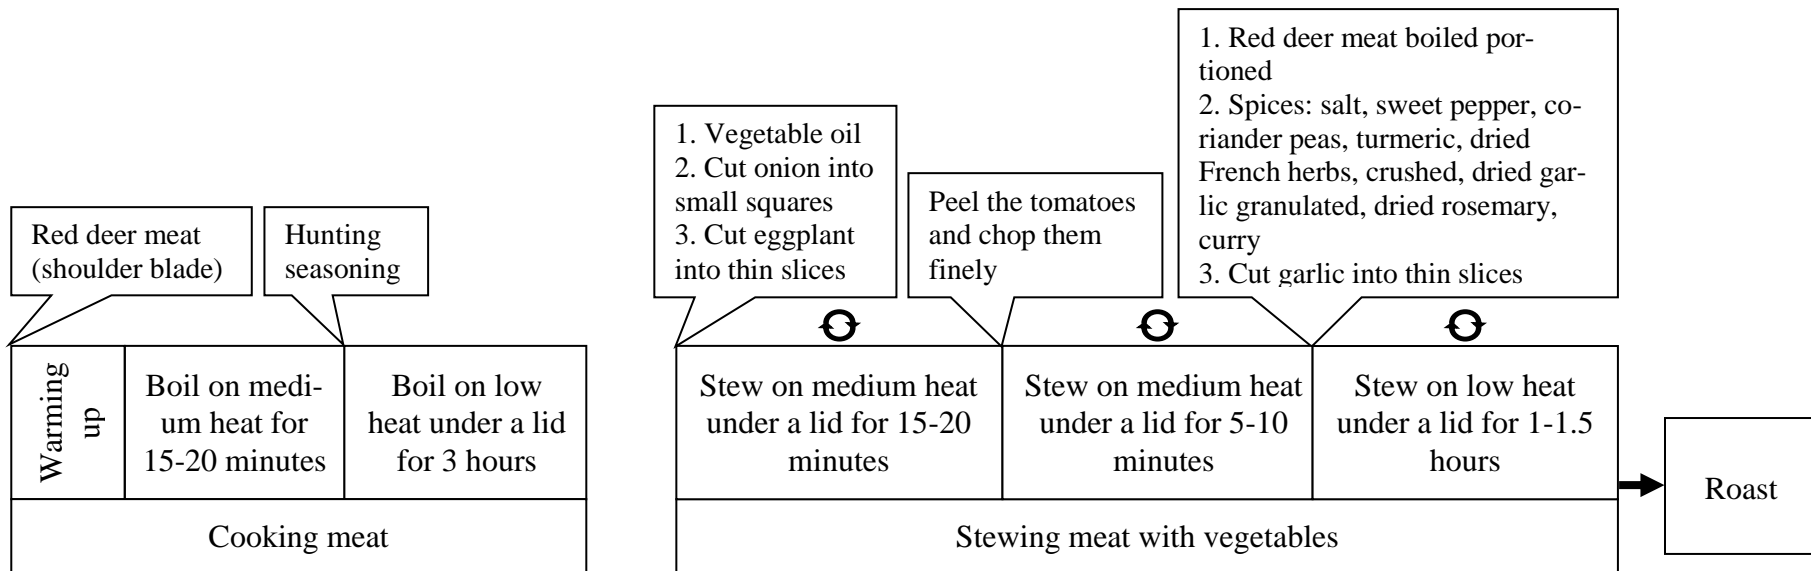 Red deer meat
(shoulder blade)
Hunting
seasoning
1. Vegetable oil
2. Cut onion into
small squares
3. Cut eggplant
into thin slices
Peel the tomatoes
and chop them
finely
1. Red deer meat boiled por-
tioned
2. Spices: salt, sweet pepper, co-
riander peas, turmeric, dried
French herbs, crushed, dried gar-
lic granulated, dried rosemary,
curry
3. Cut garlic into thin slices
Warming
up
Boil on medi-
um heat for
15-20 minutes
Boil on low
heat under a lid
for 3 hours
Cooking meat
Stew on medium heat
under a lid for 15-20
minutes
Stew on medium heat
under a lid for 5-10
minutes
Stew on low heat
under a lid for 1-1.5
hours
Stewing meat with vegetables
Roast